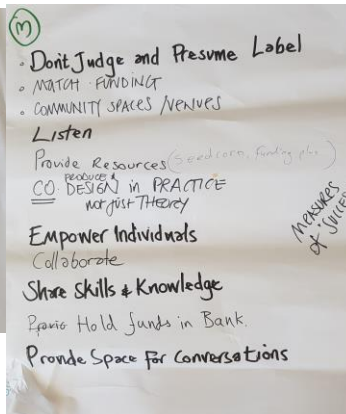 M
• Don't Judge and Presume Label
• MATCH FUNDING
• COMMUNITY SPACES/VENUES
Listen
Provide Resources (seedcorn funding plus)
PRODUCE &
CO. DESIGN in PRACTICE
not just THEORY
MEASURES
of SUCCESS
Empower Individuals
Collaborate
Share Skills & Knowledge
Hold funds in Bank.
Provide Space for Conversations